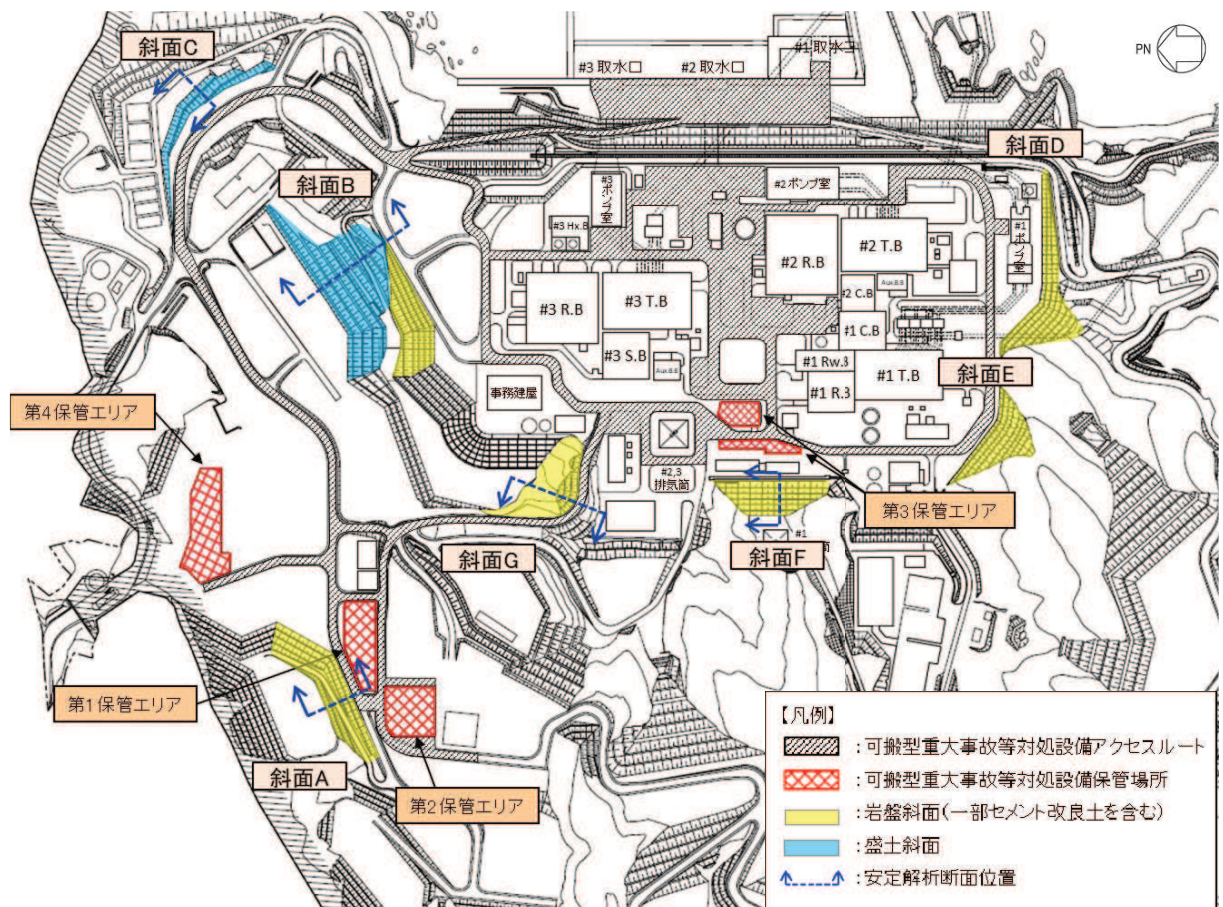 斜面C
#3 取水口
#2 取水口
#1 取水口
PN
斜面B
斜面D
#3
ポンプ
室
#2 ポンプ室
#3 Hx.B
#1
ポンプ
室
#2 R.B
#2 T.B
Aux.B.B
#2 C.B
#3 R.B
#3 T.B
#1 C.B
#3 S.B
Aux.B.B
#1 Rw.B
#1 R.B
#1 T.B
斜面E
事務建屋
第4保管エリア
#2,3
排気筒
第3保管エリア
斜面G
斜面F
#1
筒
第1保管エリア
斜面A
第2保管エリア
【凡例】
:可搬型重大事故等対処設備アクセスルート
:可搬型重大事故等対処設備保管場所
:岩盤斜面(一部セメント改良土を含む)
:盛土斜面
:安定解析断面位置